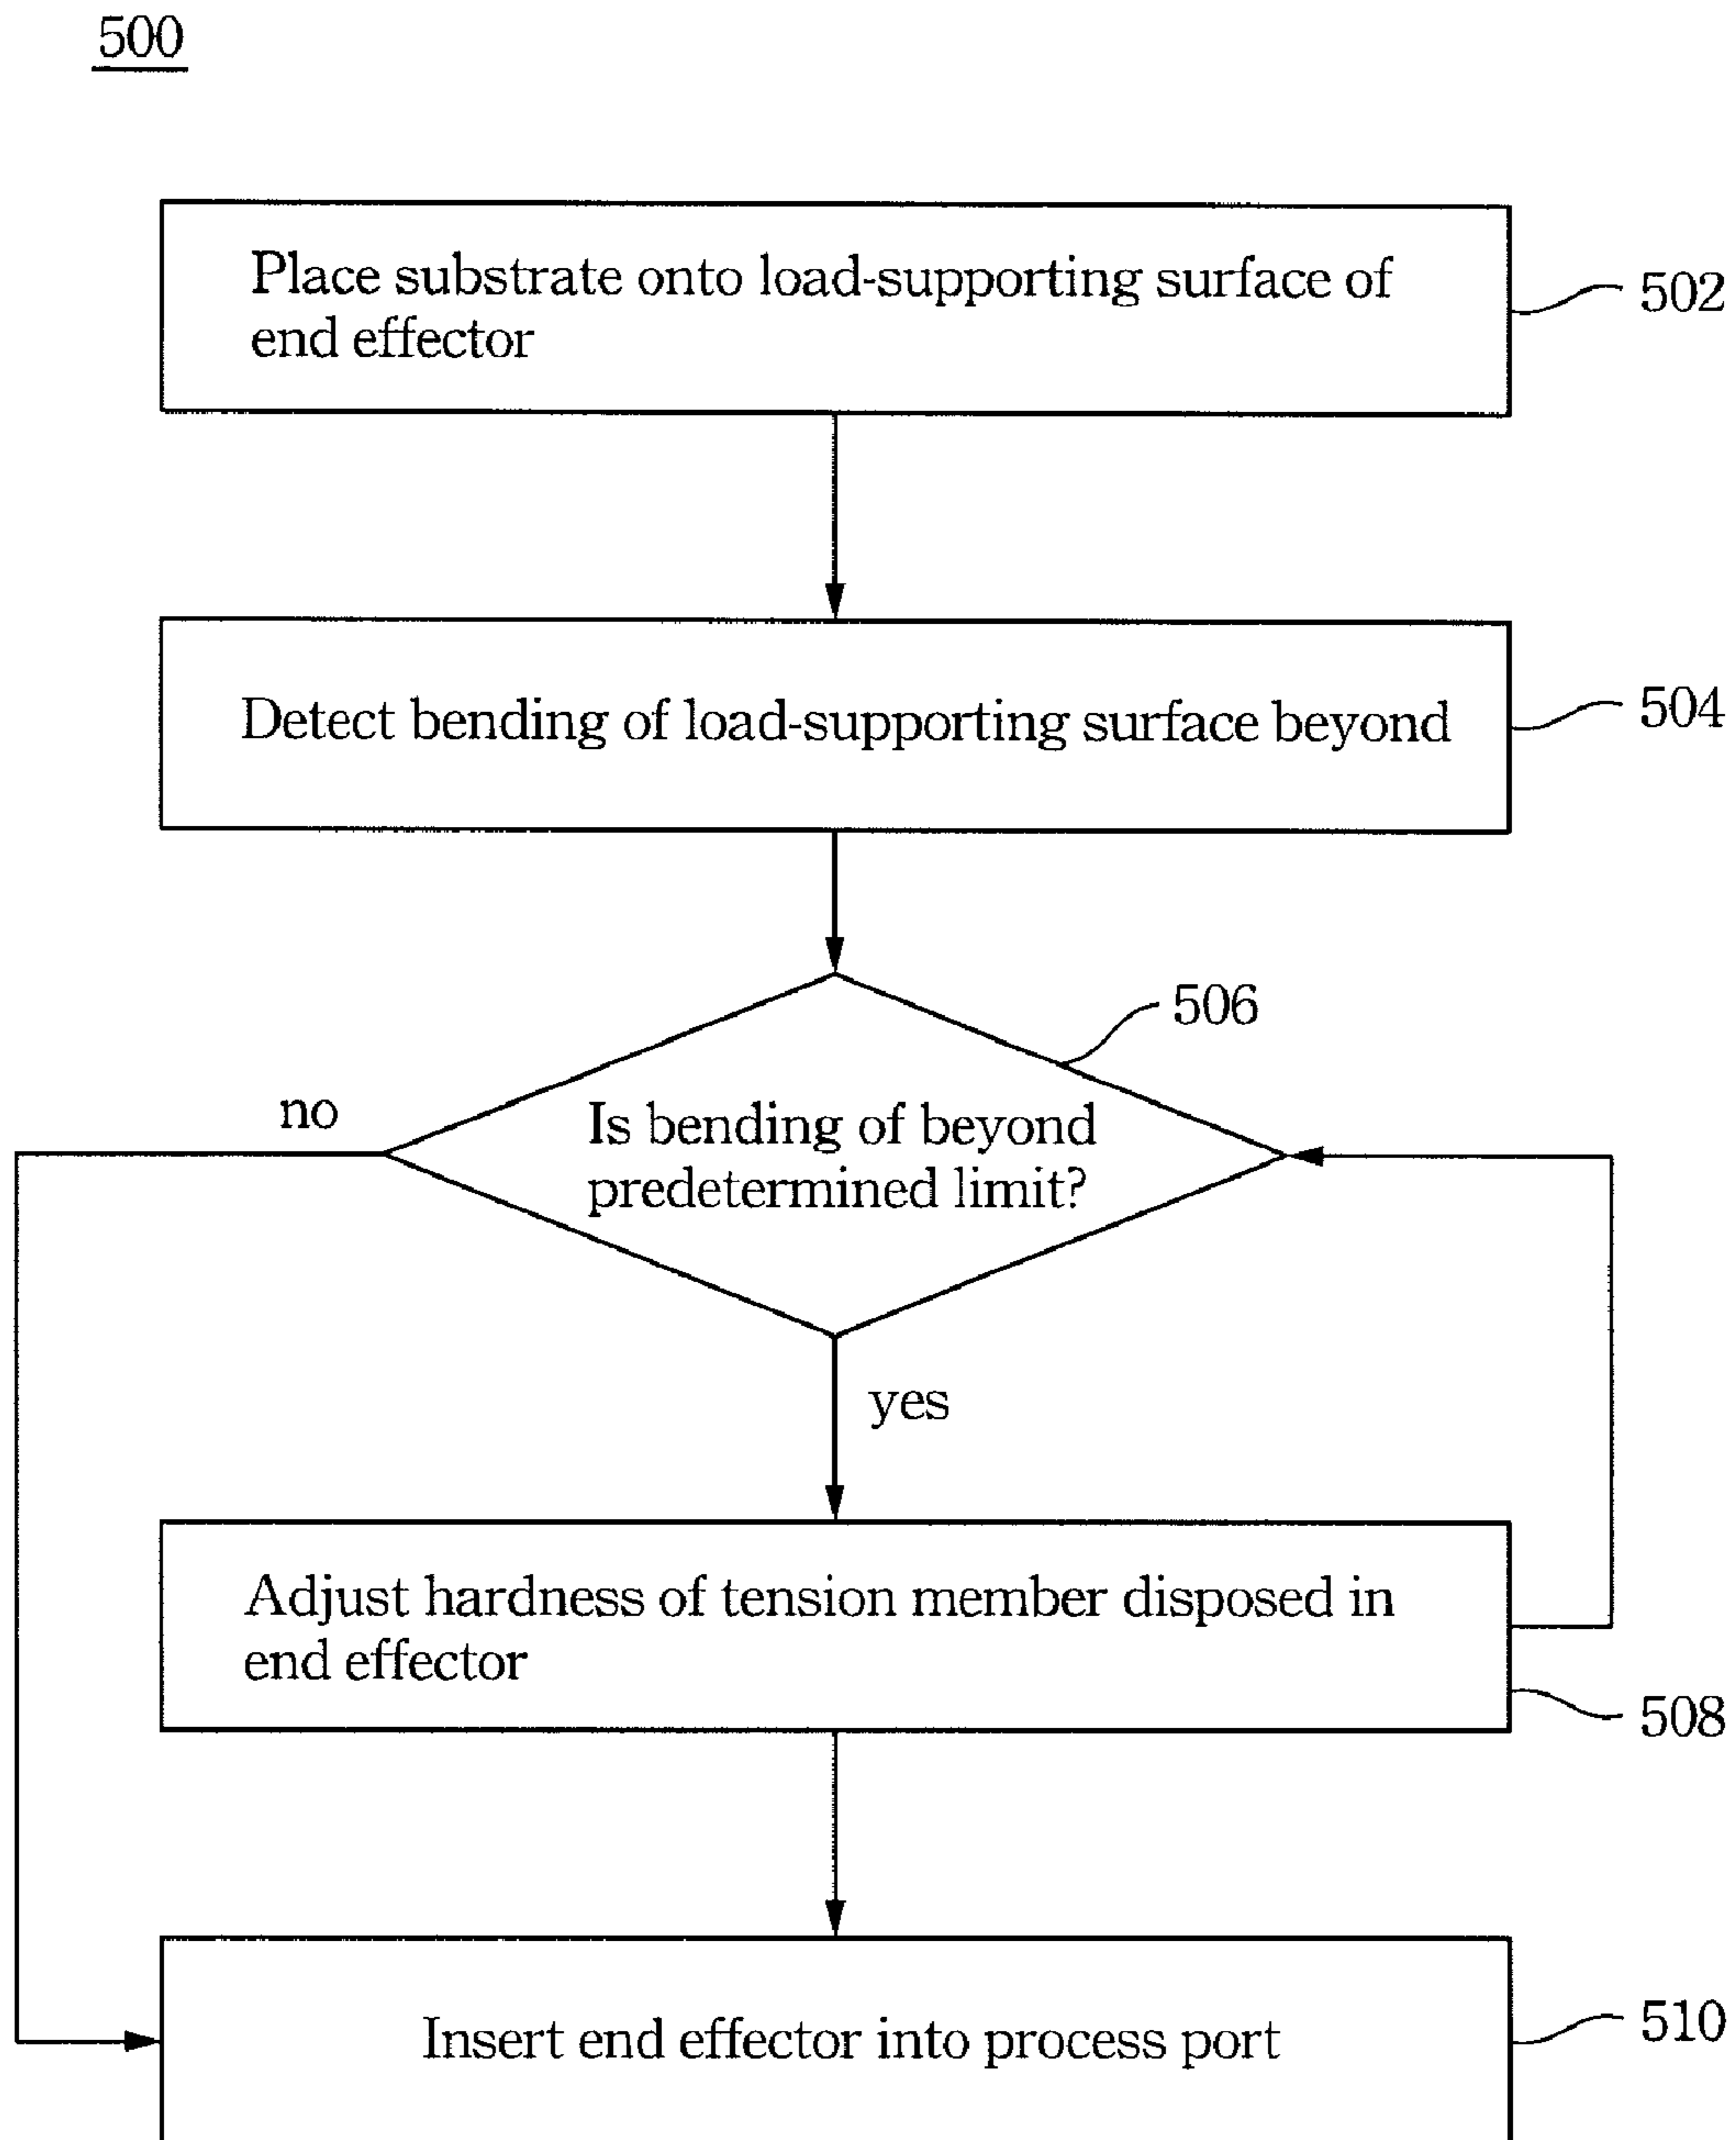 500
Place substrate onto load-supporting surface of
end effector
502
Detect bending of load-supporting surface beyond
504
506
no
Is bending of beyond
predetermined limit?
yes
Adjust hardness of tension member disposed in
end effector
508
Insert end effector into process port
510